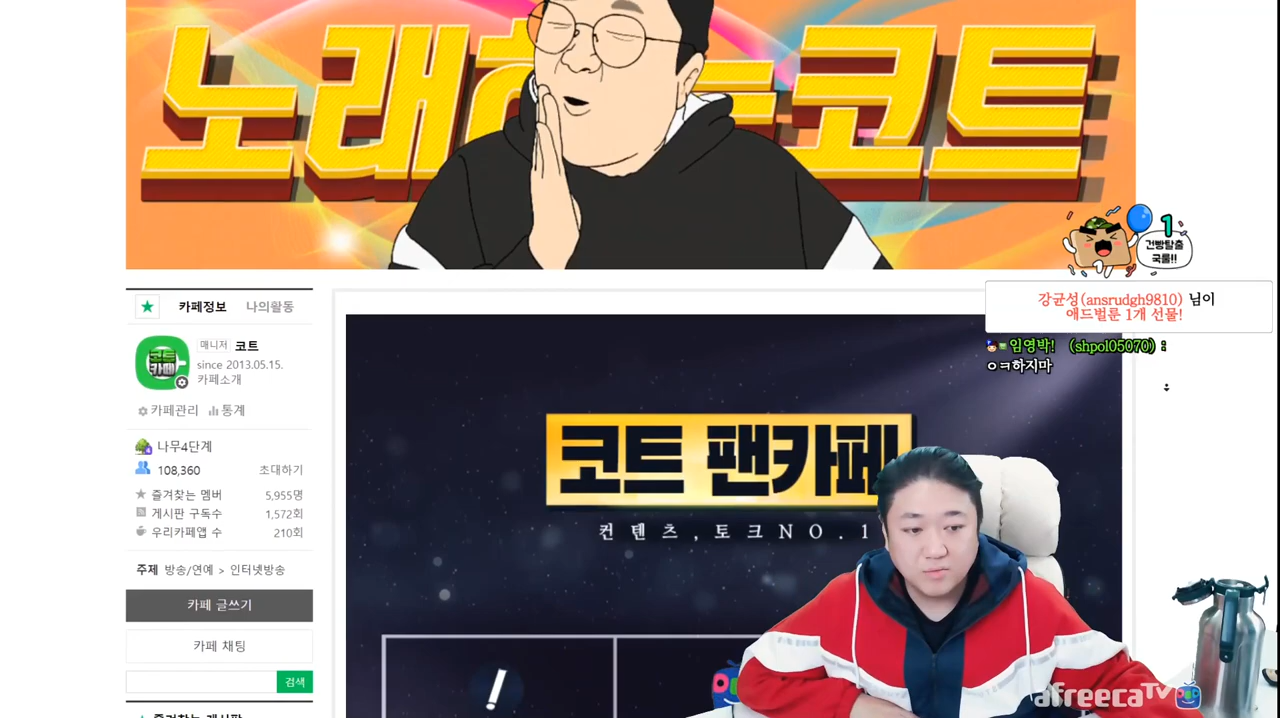 노래하는코트
1
건빵탈출
국룰!!
강균성(ansrudgh9810) 님이
애드벌룬 1개 선물!
임영박! (shpol05070) :
ㅇㅋ하지마
카페정보 나의활동
코트
카페
매니저 코트
since 2013.05.15.
카페소개
카페관리 통계
나무4단계
108,360 초대하기
즐겨찾는 멤버 5,955명
게시판 구독수 1,572회
우리카페앱 수 210회
주제 방송/연예 > 인터넷방송
카페 글쓰기
카페 채팅
검색
코트 팬카페
컨텐츠,토크NO.1
!
afreecaTV